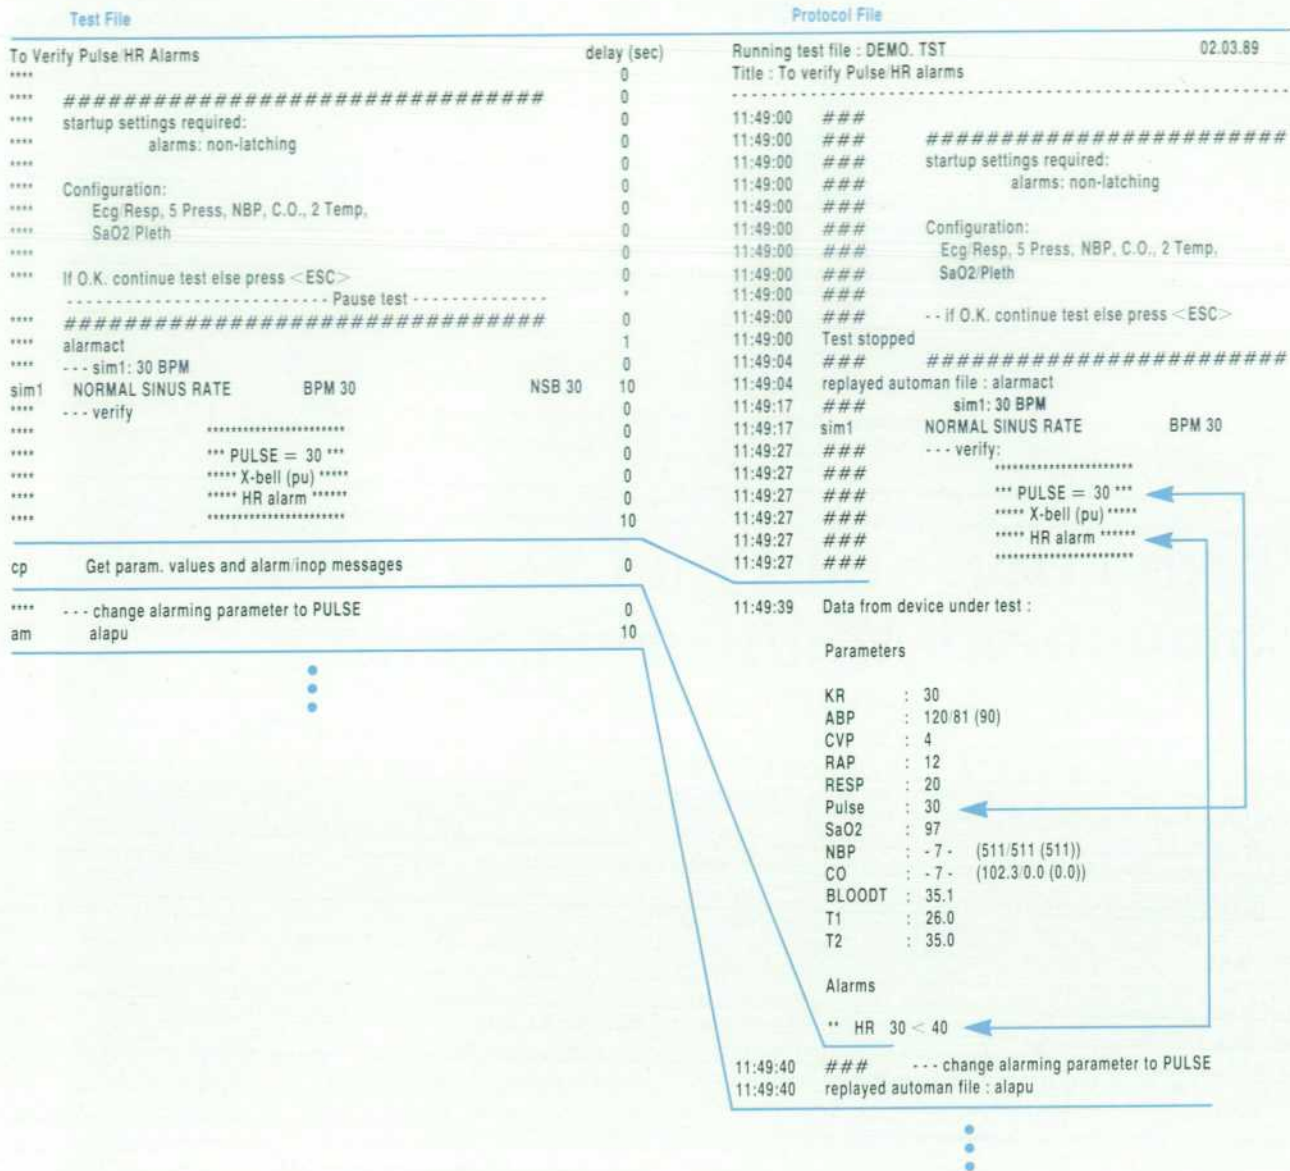 Test File
To Verify Pulse/HR Alarms delay (sec)
**** 0
**** ################################ 0
**** startup settings required: 0
**** alarms: non-latching 0
**** 0
**** Configuration: 0
**** Ecg/Resp, 5 Press, NBP, C.O., 2 Temp, 0
**** SaO2/Pleth 0
**** 0
**** If O.K. continue test else press <ESC> 0
- - - - - - - - - - - - - - - - - - - - - - - - - - - Pause test - - - - - - - - - - - - - - *
**** ################################ 0
**** alarmact 1
**** - - - sim1: 30 BPM 0
sim1 NORMAL SINUS RATE BPM 30 NSB 30 10
**** - - - verify 0
**** *********************** 0
**** *** PULSE = 30 *** 0
**** ***** X-bell (pu) ***** 0
**** ***** HR alarm ****** 0
**** *********************** 10
cp Get param. values and alarm/inop messages 0
**** - - - change alarming parameter to PULSE 0
am alapu 10
Protocol File
Running test file : DEMO. TST 02.03.89
Title : To verify Pulse/HR alarms
- - - - - - - - - - - - - - - - - - - - - - - - - - - - - - - - - - - - - - - - - - - - - - - - - - - - - - - -
11:49:00 ###
11:49:00 ### ########################
11:49:00 ### startup settings required:
11:49:00 ### alarms: non-latching
11:49:00 ###
11:49:00 ### Configuration:
11:49:00 ### Ecg/Resp, 5 Press, NBP, C.O., 2 Temp,
11:49:00 ### SaO2/Pleth
11:49:00 ###
11:49:00 ### - - if O.K. continue test else press <ESC>
11:49:00 Test stopped
11:49:04 ### ########################
11:49:04 replayed automan file : alarmact
11:49:17 ### sim1: 30 BPM
11:49:17 sim1 NORMAL SINUS RATE BPM 30
11:49:27 ### - - - verify:
11:49:27 ### ***********************
11:49:27 ### *** PULSE = 30 ***
11:49:27 ### ***** X-bell (pu) *****
11:49:27 ### ***** HR alarm ******
11:49:27 ### ***********************
11:49:39 Data from device under test :
Parameters
KR : 30
ABP : 120/81 (90)
CVP : 4
RAP : 12
RESP : 20
Pulse : 30
SaO2 : 97
NBP : - 7 - (511/511 (511))
CO : - 7 - (102.3/0.0 (0.0))
BLOODT : 35.1
T1 : 26.0
T2 : 35.0
Alarms
** HR 30 < 40
11:49:40 ### - - - change alarming parameter to PULSE
11:49:40 replayed automan file : alapu